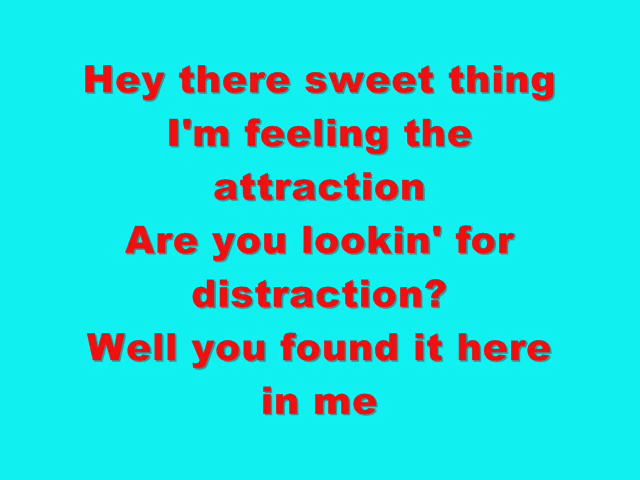 Hey there sweet thing
I'm feeling the
attraction
Are you lookin' for
distraction?
Well you found it here
in me